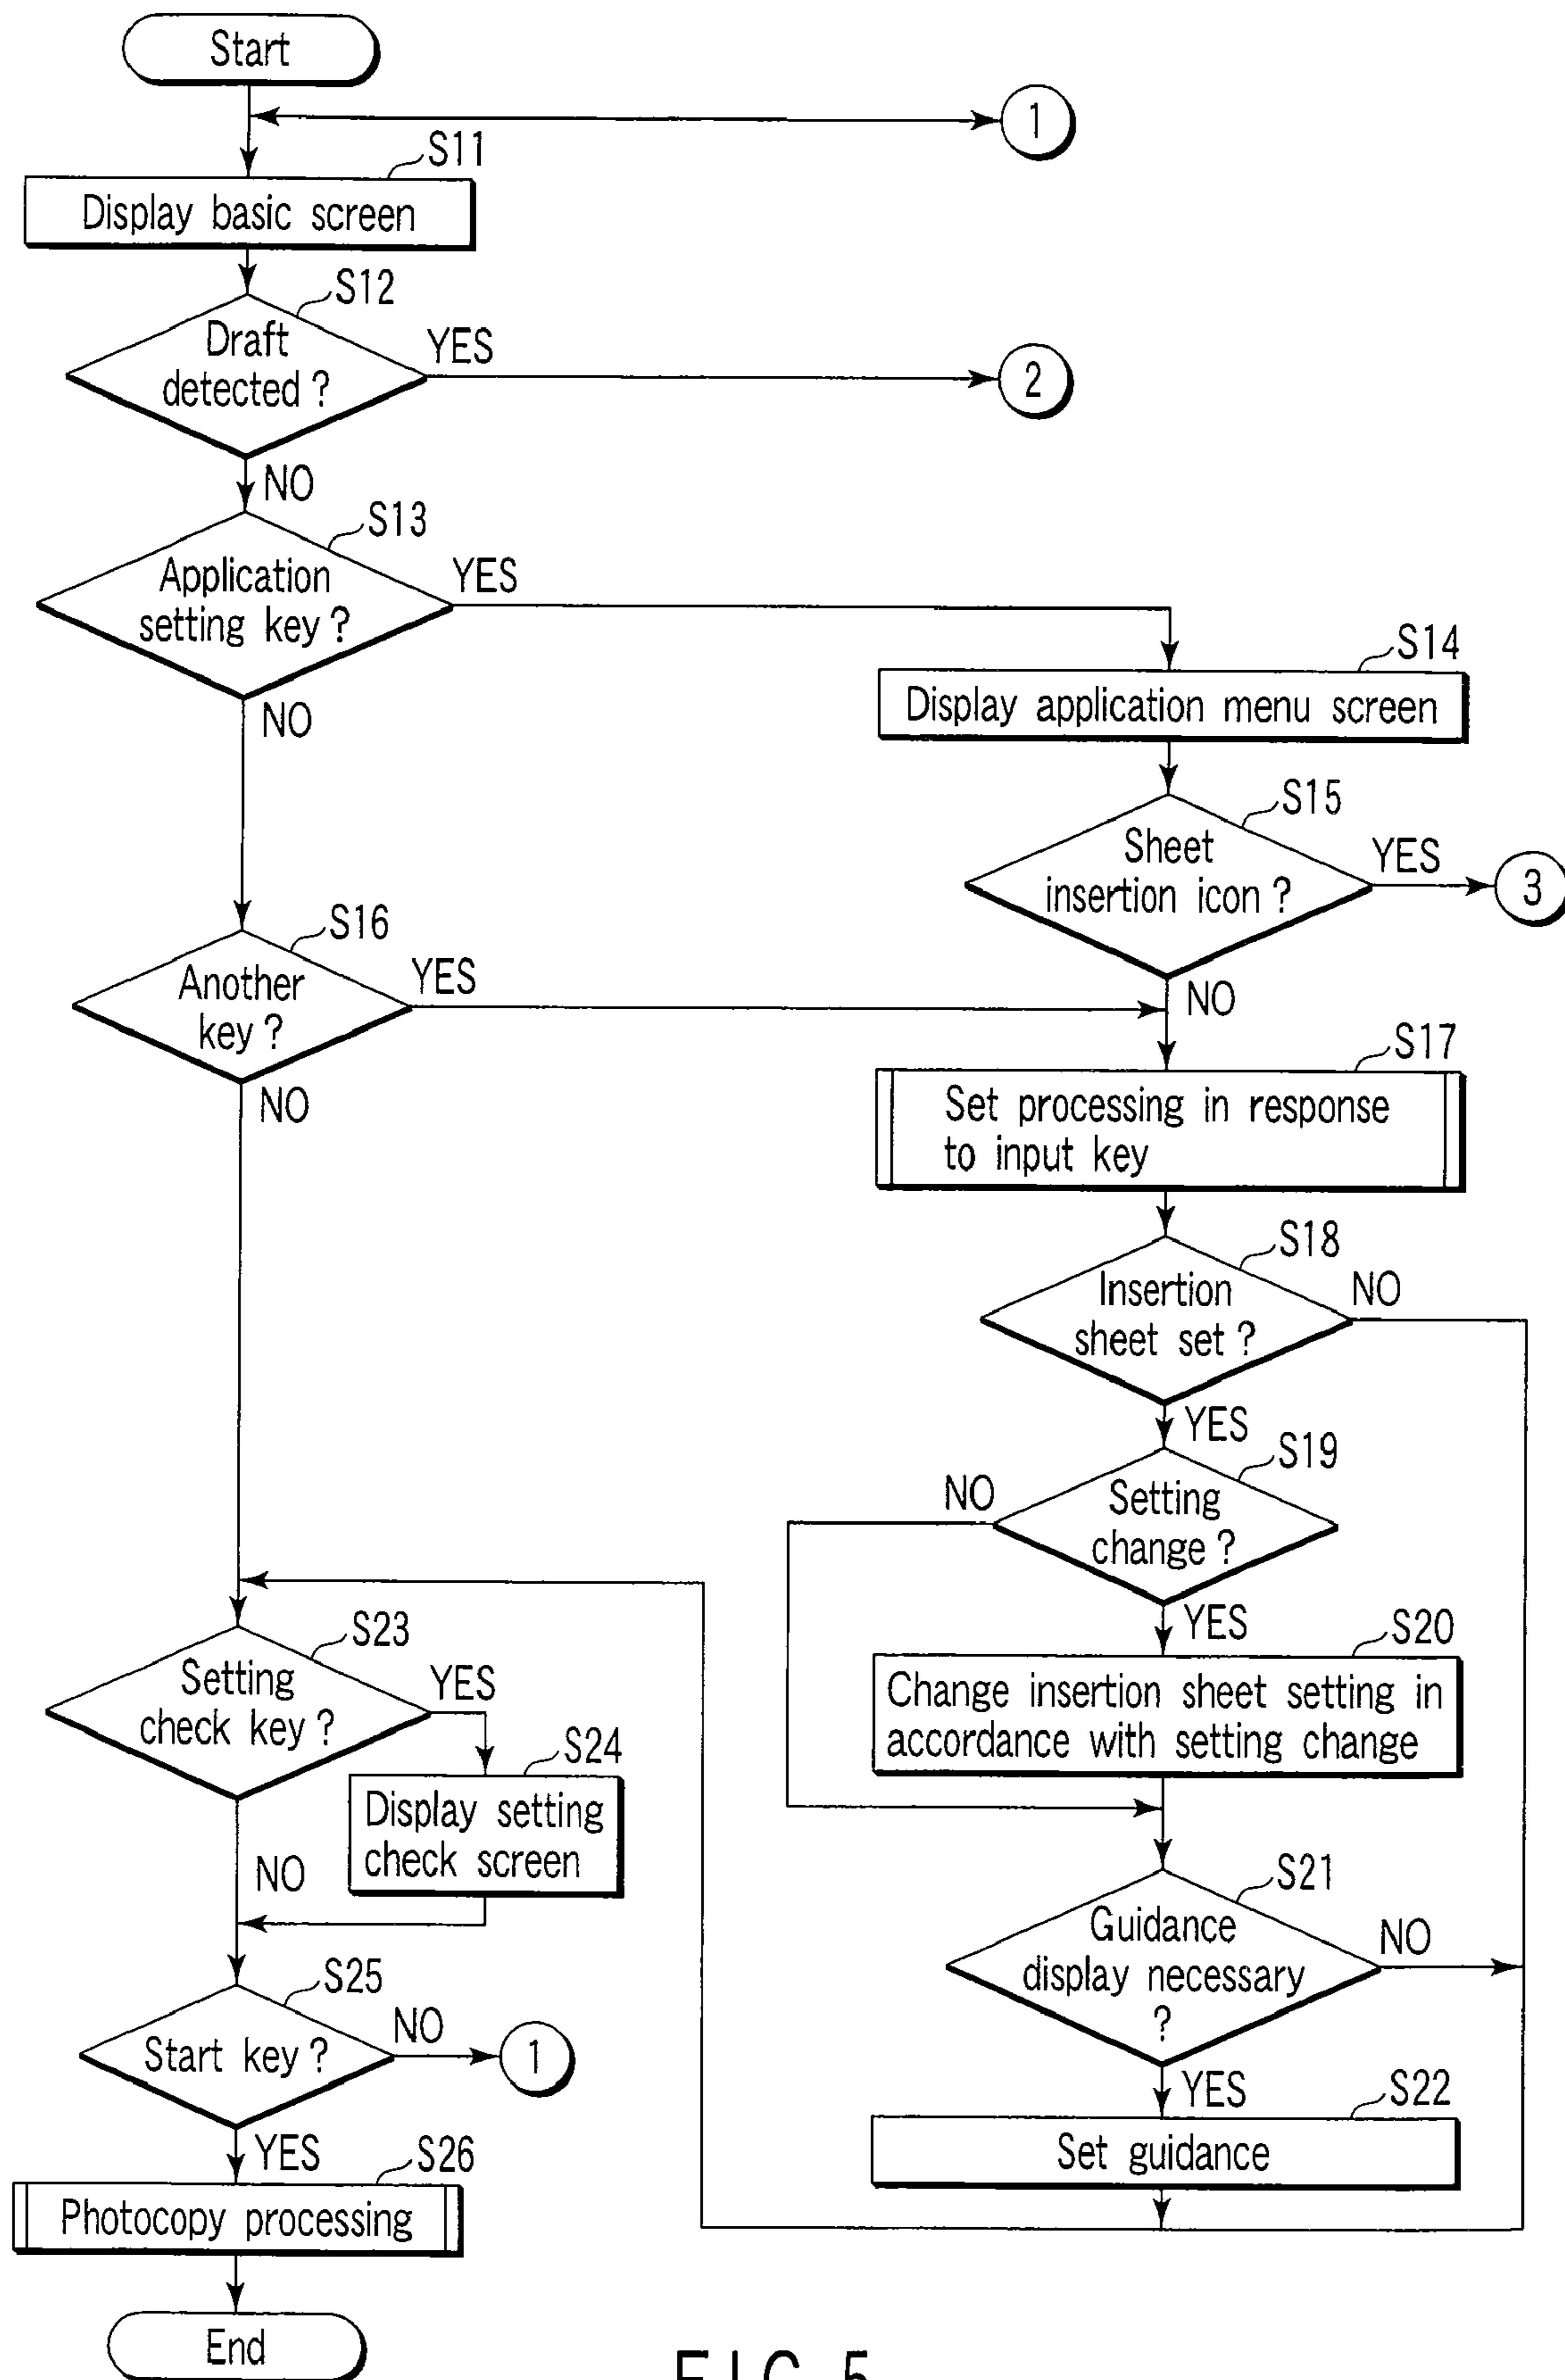 Start
1
S11
Display basic screen
S12
Draft
detected ?
YES
2
NO
S13
Application
setting key ?
YES
NO
S14
Display application menu screen
S15
Sheet
insertion icon ?
YES
3
NO
S16
Another
key ?
YES
NO
S17
Set processing in response
to input key
S18
Insertion
sheet set ?
NO
YES
S19
Setting
change ?
NO
YES
S20
Change insertion sheet setting in
accordance with setting change
S21
Guidance
display necessary
?
NO
YES
S22
Set guidance
S23
Setting
check key ?
YES
S24
Display setting
check screen
NO
S25
Start key ?
NO
1
YES
S26
Photocopy processing
End
FIG. 5